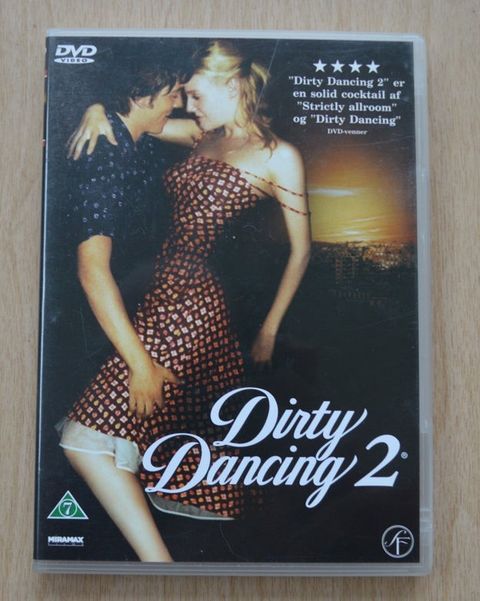 DVD
VIDEO
"Dirty Dancing 2" er
en solid cocktail af
"Strictly allroom"
og "Dirty Dancing"
DVD-venner
Dirty
Dancing 2®
7
MIRAMAX
SF